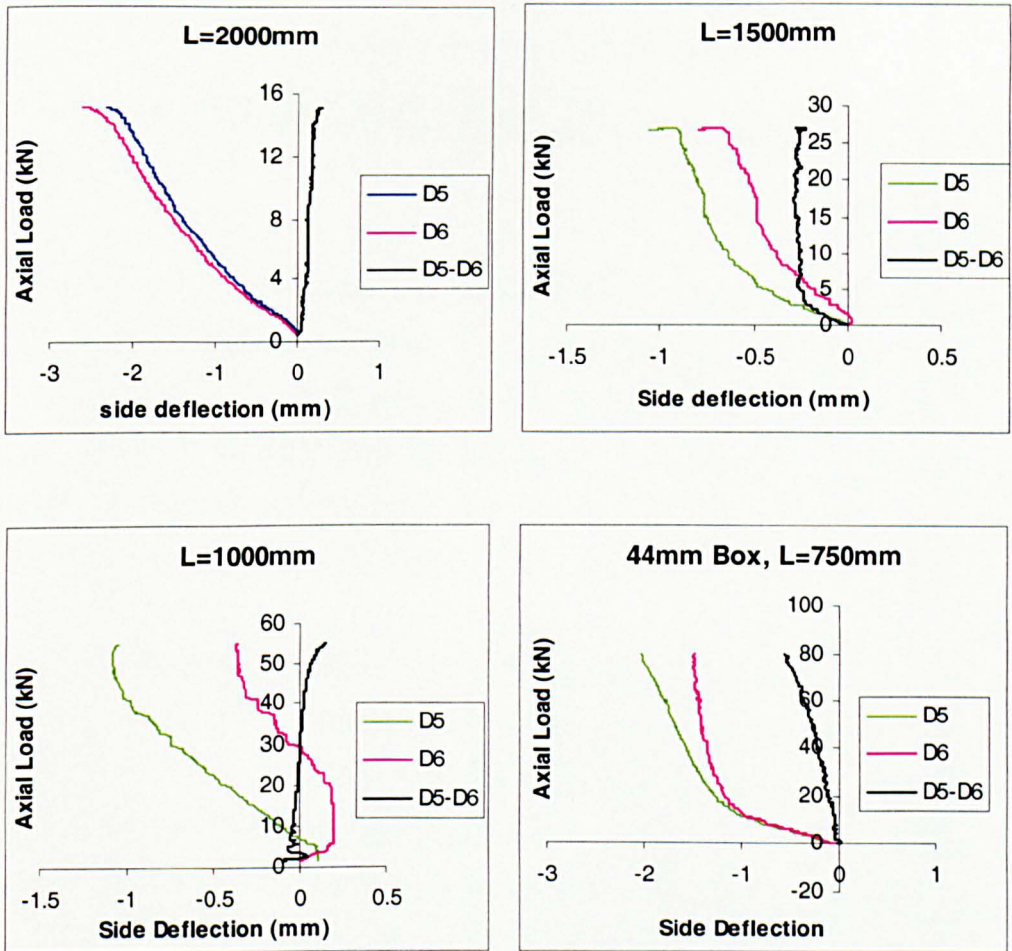 L=2000mm
Axial Load (kN)
16
12
8
4
0
-3 -2 -1 0 1
side deflection (mm)
D5
D6
D5-D6
L=1500mm
Axial Load (kN)
30
25
20
15
10
5
0
-1.5 -1 -0.5 0 0.5
Side deflection (mm)
D5
D6
D5-D6
L=1000mm
Axial Load (kN)
60
50
40
30
20
10
0
-1.5 -1 -0.5 0 0.5
Side Deflection (mm)
D5
D6
D5-D6
44mm Box, L=750mm
Axial Load (kN)
100
80
60
40
20
0
-20
-3 -2 -1 0 1
Side Deflection
D5
D6
D5-D6